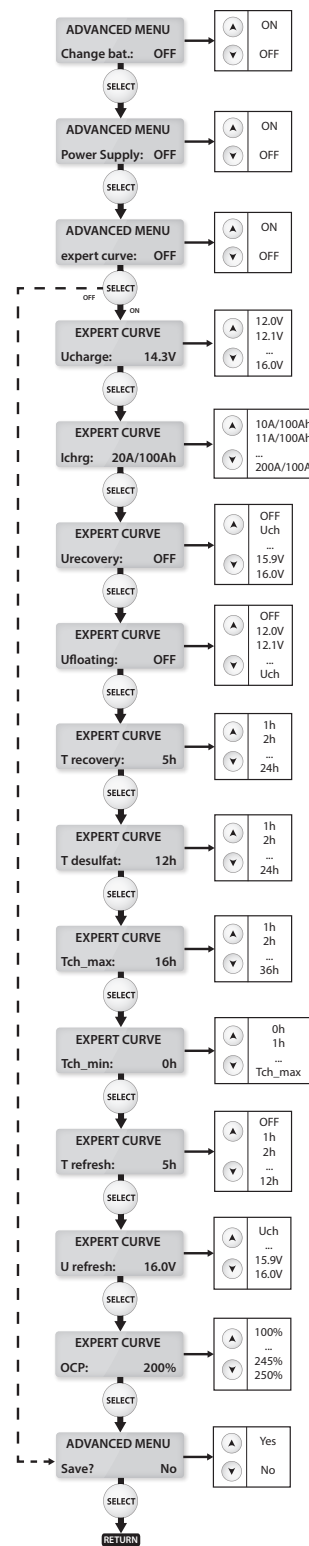 ADVANCED MENU
Change bat.: OFF
ON
OFF
SELECT
ADVANCED MENU
Power Supply: OFF
ON
OFF
SELECT
ADVANCED MENU
expert curve: OFF
ON
OFF
SELECT
OFF
ON
EXPERT CURVE
Ucharge: 14.3V
12.0V
12.1V
...
16.0V
SELECT
EXPERT CURVE
Ichrg: 20A/100Ah
10A/100Ah
11A/100Ah
...
200A/100A
SELECT
EXPERT CURVE
Urecovery: OFF
OFF
Uch
...
15.9V
16.0V
SELECT
EXPERT CURVE
Ufloating: OFF
OFF
12.0V
12.1V
...
Uch
SELECT
EXPERT CURVE
T recovery: 5h
1h
2h
...
24h
SELECT
EXPERT CURVE
T desulfat: 12h
1h
2h
...
24h
SELECT
EXPERT CURVE
Tch_max: 16h
1h
2h
...
36h
SELECT
EXPERT CURVE
Tch_min: 0h
0h
1h
...
Tch_max
SELECT
EXPERT CURVE
T refresh: 5h
OFF
1h
2h
...
12h
SELECT
EXPERT CURVE
U refresh: 16.0V
Uch
...
15.9V
16.0V
SELECT
EXPERT CURVE
OCP: 200%
100%
...
245%
250%
SELECT
ADVANCED MENU
Save? No
Yes
No
SELECT
RETURN